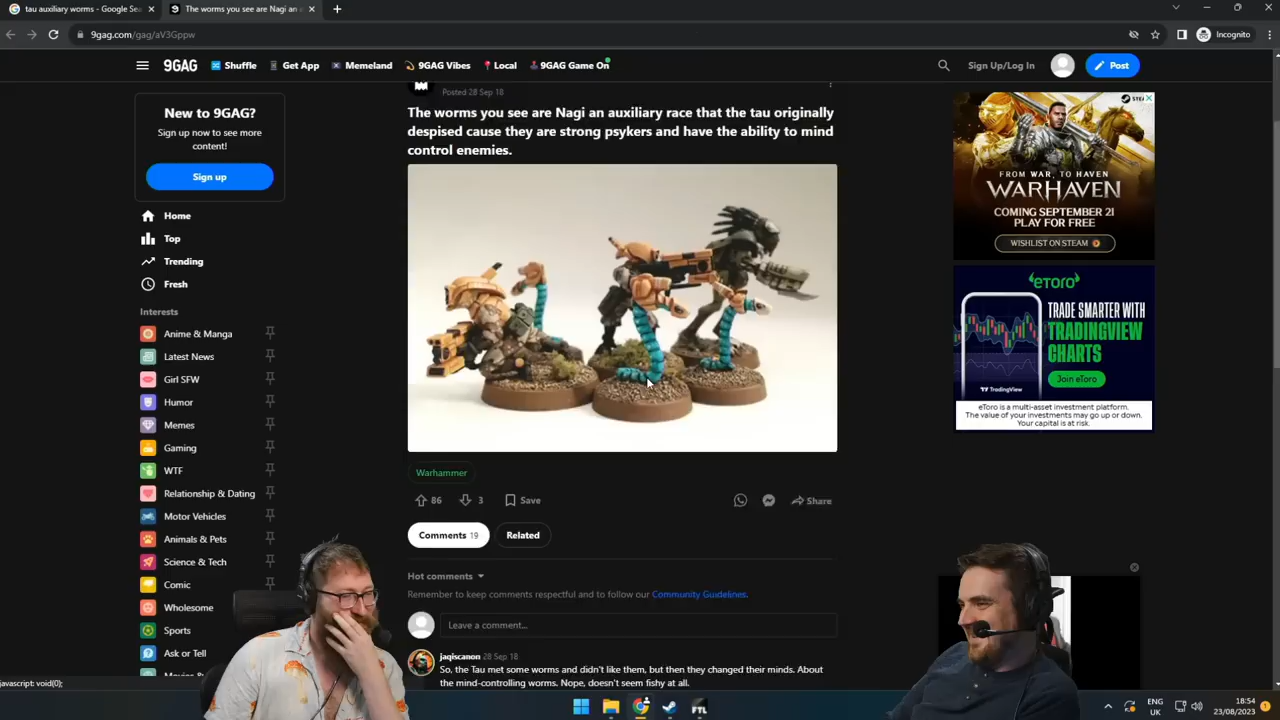 tau auxiliary worms - Google Sea
The worms you see are Nagi an a
9gag.com/gag/aV3Gppw
Incognito
9GAG
Shuffle
Get App
Memeland
9GAG Vibes
Local
9GAG Game On
Sign Up/Log In
Post
New to 9GAG?
Sign up now to see more
content!
Sign up
Home
Top
Trending
Fresh
Interests
Anime & Manga
Latest News
Girl SFW
Humor
Memes
Gaming
WTF
Relationship & Dating
Motor Vehicles
Animals & Pets
Science & Tech
Comic
Wholesome
Sports
Ask or Tell
javascript: void(0);
Posted 28 Sep 18
The worms you see are Nagi an auxiliary race that the tau originally
despised cause they are strong psykers and have the ability to mind
control enemies.
Warhammer
86
3
Save
Share
Comments 19
Related
Hot comments
Remember to keep comments respectful and to follow our Community Guidelines.
Leave a comment...
jaqiscanon 28 Sep 18
So, the Tau met some worms and didn't like them, but then they changed their minds. About
the mind-controlling worms. Nope, doesn't seem fishy at all.
FROM WAR, TO HAVEN
WARHAVEN
COMING SEPTEMBER 21
PLAY FOR FREE
WISHLIST ON STEAM
eToro
TRADE SMARTER WITH
TRADINGVIEW
CHARTS
Join eToro
TradingView
eToro is a multi-asset investment platform.
The value of your investments may go up or down.
Your capital is at risk.
FTL
ENG
UK
18:54
23/08/2023